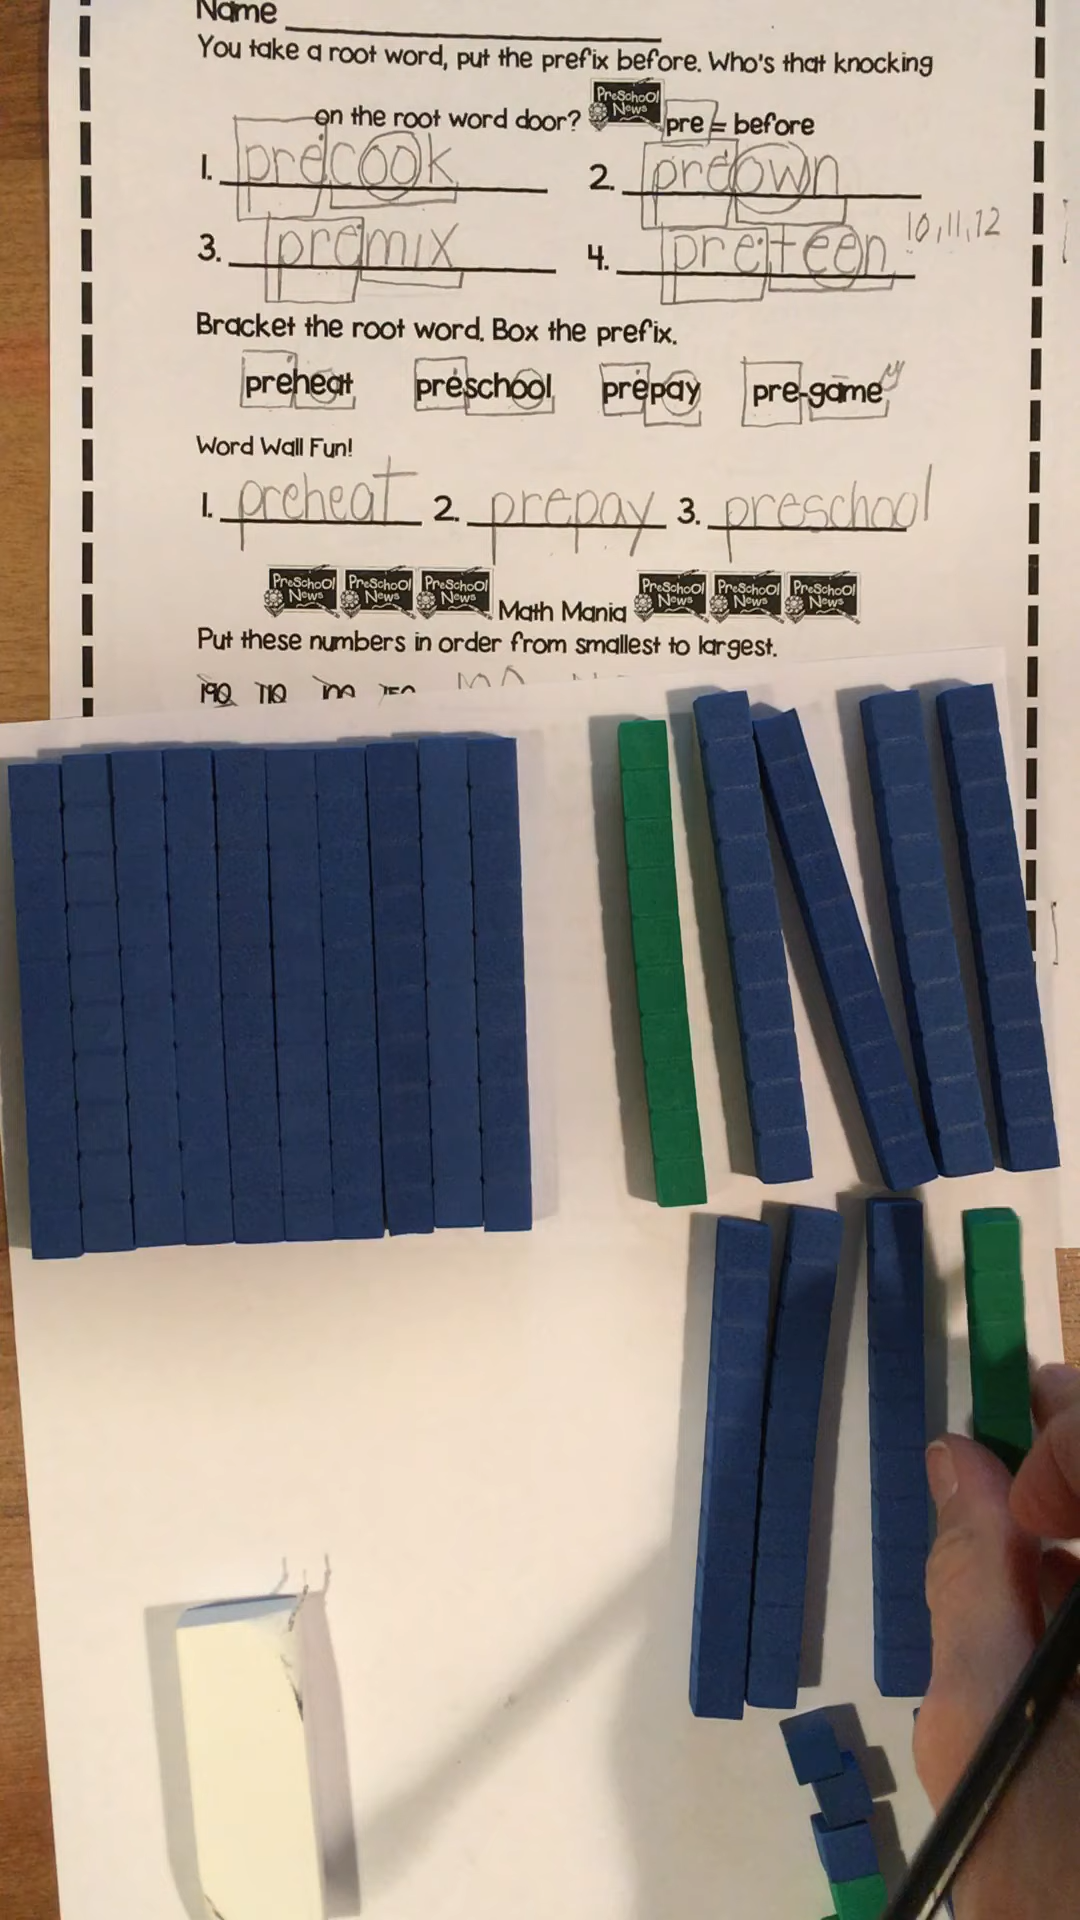 Name
You take a root word, put the prefix before. Who's that knocking
on the root word door? PreSchool News pre = before
1. precook 2. preown
3. premix 4. preteen 10, 11, 12
Bracket the root word. Box the prefix.
preheat preschool prepay pre-game
Word Wall Fun!
1. preheat 2. prepay 3. preschool
PreSchool News PreSchool News PreSchool News Math Mania PreSchool News PreSchool News PreSchool News
Put these numbers in order from smallest to largest.
190 110